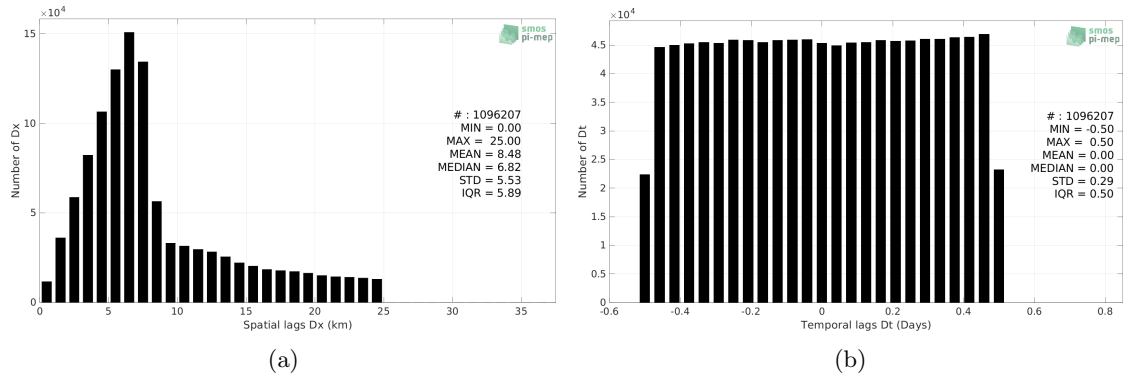 ×10⁴
15
10
5
0
Number of Dx
0 5 10 15 20 25 30 35
Spatial lags Dx (km)
smos
pi-mep
# : 1096207
MIN = 0.00
MAX = 25.00
MEAN = 8.48
MEDIAN = 6.82
STD = 5.53
IQR = 5.89
(a)
×10⁴
4.5
4
3.5
3
2.5
2
1.5
1
0.5
0
Number of Dt
-0.6 -0.4 -0.2 0 0.2 0.4 0.6 0.8
Temporal lags Dt (Days)
smos
pi-mep
# : 1096207
MIN = -0.50
MAX = 0.50
MEAN = 0.00
MEDIAN = 0.00
STD = 0.29
IQR = 0.50
(b)